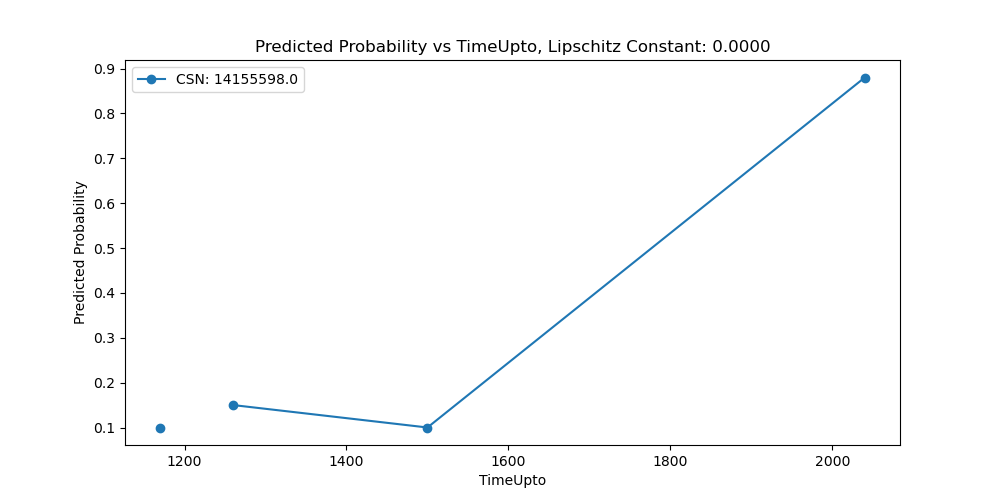 Predicted Probability vs TimeUpto, Lipschitz Constant: 0.0000
CSN: 14155598.0
Predicted Probability
0.9
0.8
0.7
0.6
0.5
0.4
0.3
0.2
0.1
1200 1400 1600 1800 2000
TimeUpto